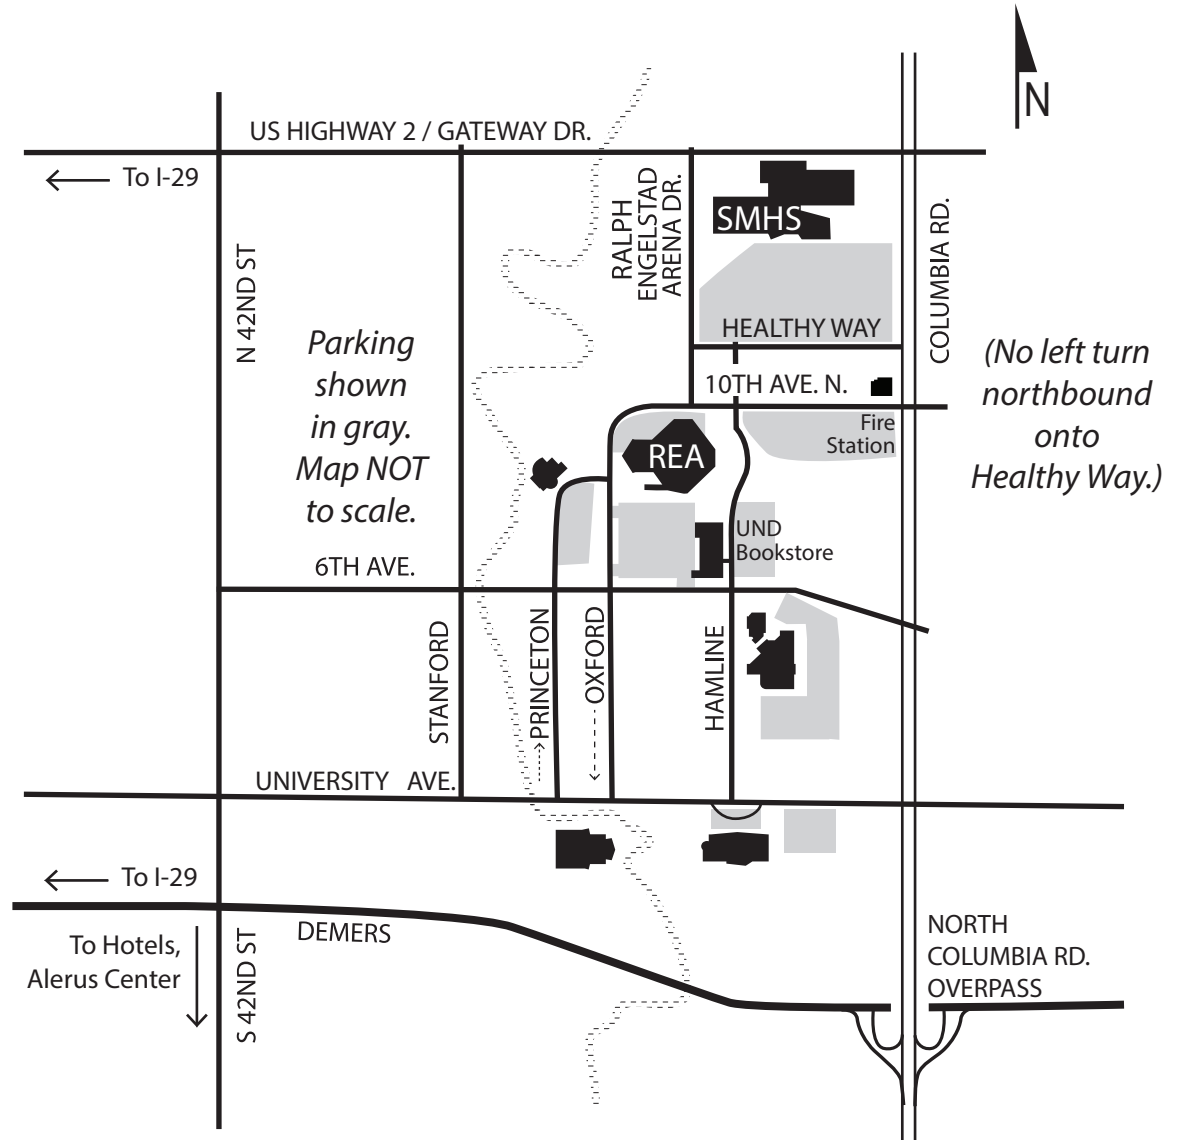 N
US HIGHWAY 2 / GATEWAY DR.
To I-29
RALPH
ENGELSTAD
ARENA DR.
SMHS
COLUMBIA RD.
N 42ND ST
HEALTHY WAY
Parking
shown
in gray.
Map NOT
to scale.
(No left turn
northbound
onto
Healthy Way.)
10TH AVE. N.
Fire
Station
REA
UND
Bookstore
6TH AVE.
STANFORD
PRINCETON
OXFORD
HAMLINE
UNIVERSITY AVE.
To I-29
DEMERS
To Hotels,
Alerus Center
S 42ND ST
NORTH
COLUMBIA RD.
OVERPASS